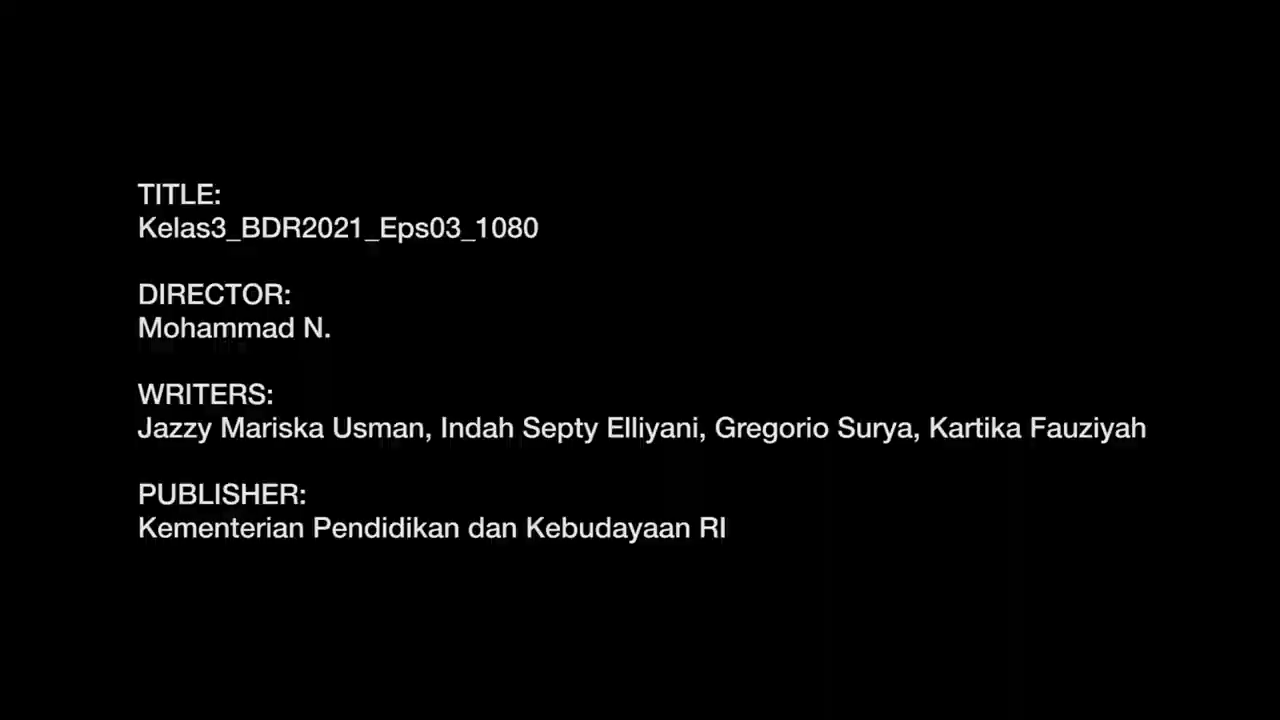 TITLE:
Kelas3_BDR2021_Eps03_1080
DIRECTOR:
Mohammad N.
WRITERS:
Jazzy Mariska Usman, Indah Septy Elliyani, Gregorio Surya, Kartika Fauziyah
PUBLISHER:
Kementerian Pendidikan dan Kebudayaan RI